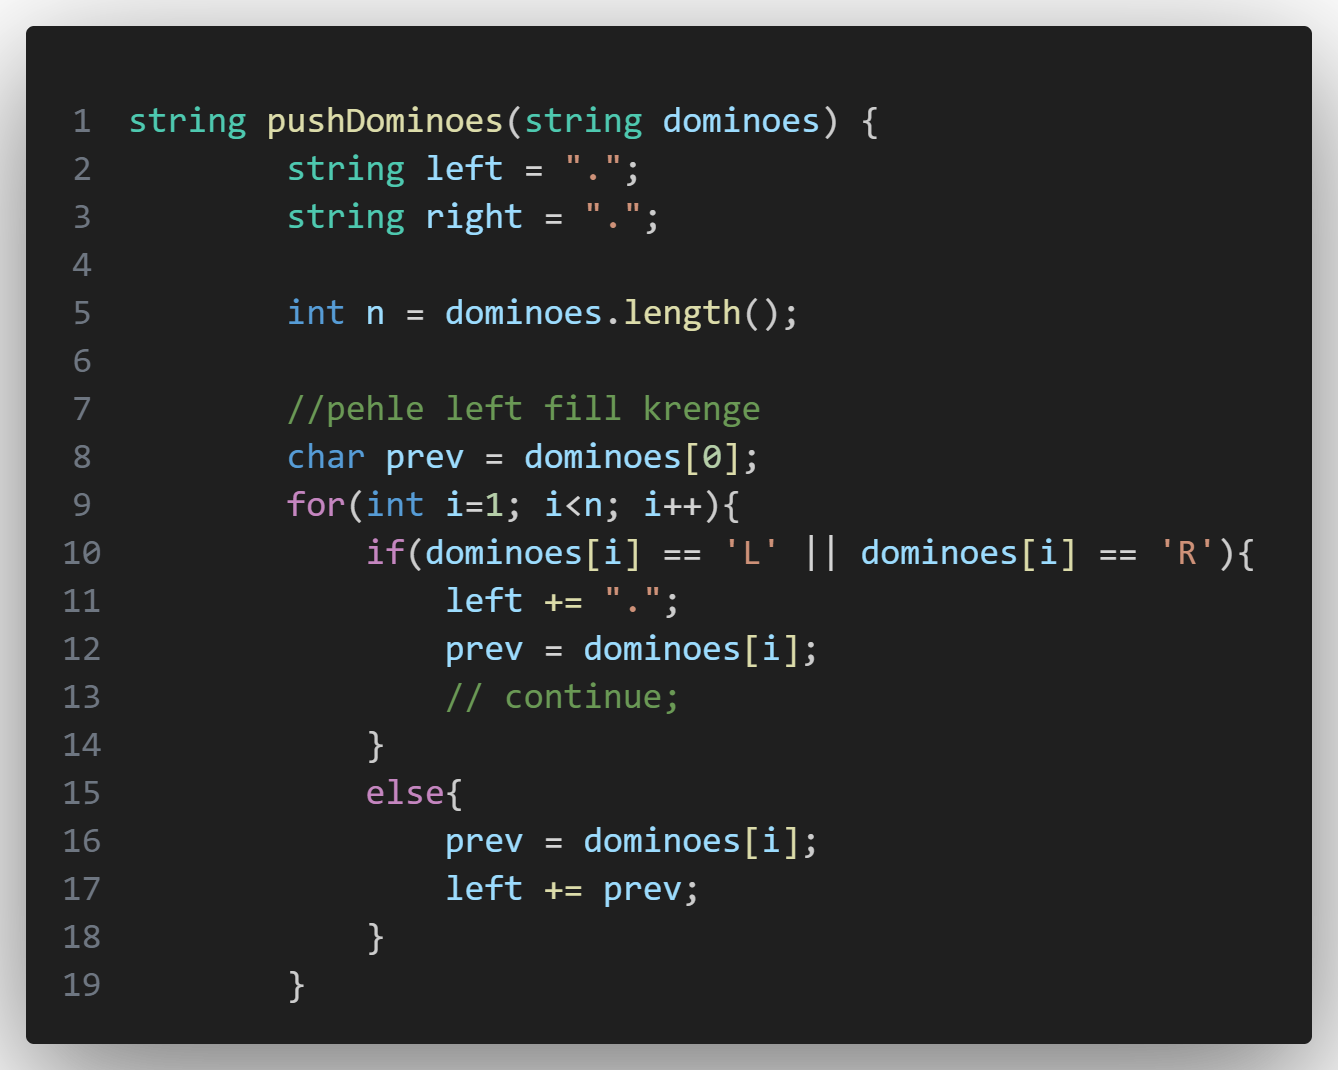 1 string pushDominoes(string dominoes) {
2 string left = ".";
3 string right = ".";
4
5 int n = dominoes.length();
6
7 //pehle left fill krenge
8 char prev = dominoes[0];
9 for(int i=1; i<n; i++){
10 if(dominoes[i] == 'L' || dominoes[i] == 'R'){
11 left += ".";
12 prev = dominoes[i];
13 // continue;
14 }
15 else{
16 prev = dominoes[i];
17 left += prev;
18 }
19 }